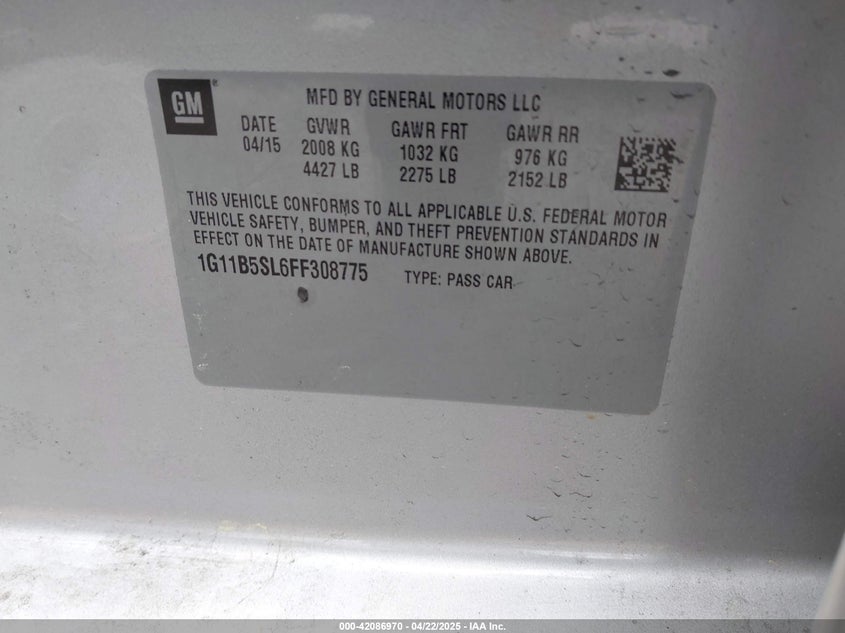 GM
MFD BY GENERAL MOTORS LLC
DATE GVWR GAWR FRT GAWR RR
04/15 2008 KG 1032 KG 976 KG
4427 LB 2275 LB 2152 LB
THIS VEHICLE CONFORMS TO ALL APPLICABLE U.S. FEDERAL MOTOR
VEHICLE SAFETY, BUMPER, AND THEFT PREVENTION STANDARDS IN
EFFECT ON THE DATE OF MANUFACTURE SHOWN ABOVE.
1G11B5SL6FF308775 TYPE: PASS CAR
000-42086970 - 04/22/2025 - IAA Inc.